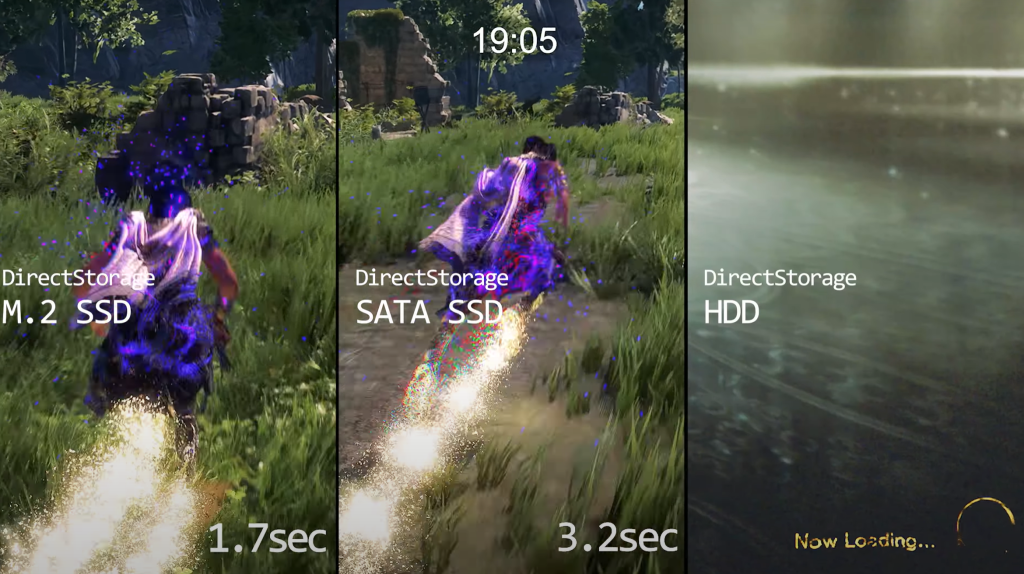 19:05
DirectStorage
M.2 SSD
1.7sec
DirectStorage
SATA SSD
3.2sec
DirectStorage
HDD
Now Loading...